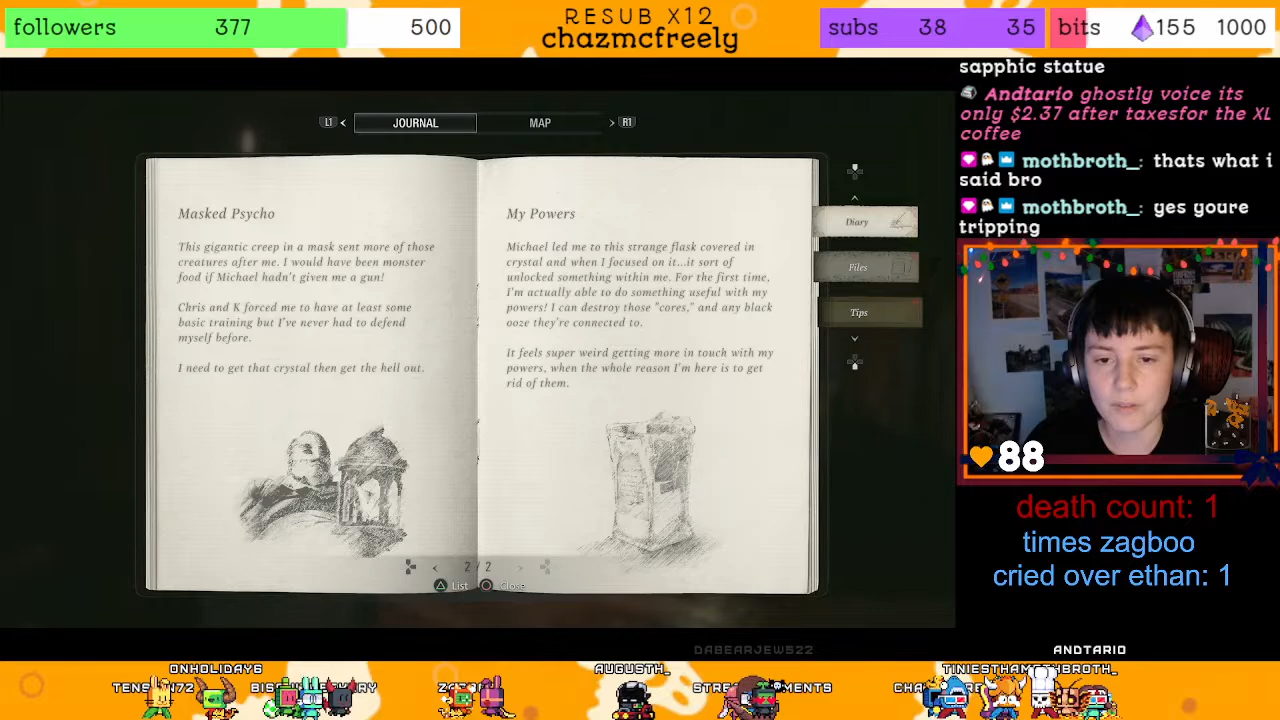 followers 377 500
RESUB X12
chazmcfreely
subs 38 35
bits 155 1000
sapphic statue
Andtario ghostly voice its
only $2.37 after taxesfor the XL
coffee
mothbroth_: thats what i
said bro
mothbroth_: yes youre
tripping
L1 < JOURNAL MAP > R1
Masked Psycho
This gigantic creep in a mask sent more of those
creatures after me. I would have been monster
food if Michael hadn't given me a gun!
Chris and K forced me to have at least some
basic training but I've never had to defend
myself before.
I need to get that crystal then get the hell out.
My Powers
Michael led me to this strange flask covered in
crystal and when I focused on it...it sort of
unlocked something within me. For the first time,
I'm actually able to do something useful with my
powers! I can destroy those "cores," and any black
ooze they're connected to.
It feels super weird getting more in touch with my
powers, when the whole reason I'm here is to get
rid of them.
Diary
Files
Tips
< 2 / 2 >
List Close
88
death count: 1
times zagboo
cried over ethan: 1
DABEARJEW522
ANDTARIO
ONHOLIDAY6
AUGUSTH_